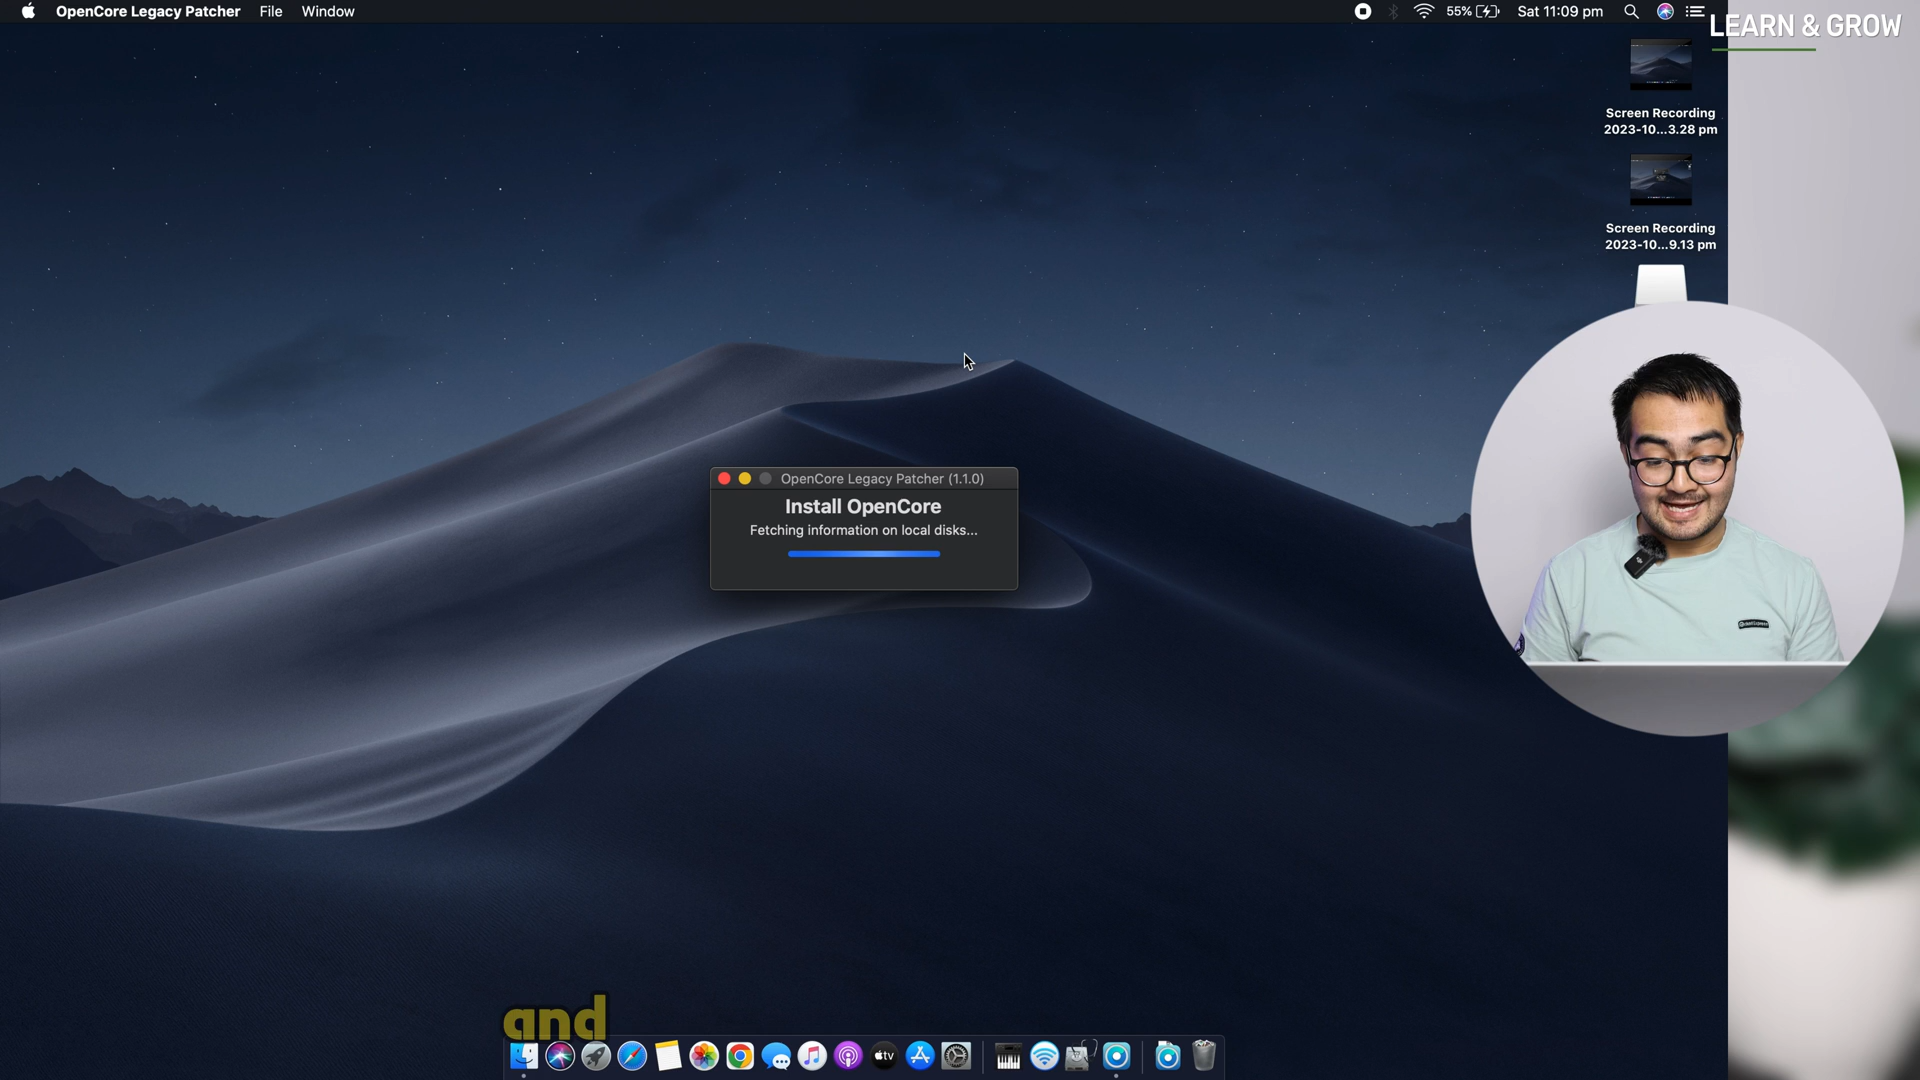 OpenCore Legacy Patcher File Window
55% Sat 11:09 pm
LEARN & GROW
Screen Recording
2023-10...3.28 pm
Screen Recording
2023-10...9.13 pm
OpenCore Legacy Patcher (1.1.0)
Install OpenCore
Fetching information on local disks...
and
tv